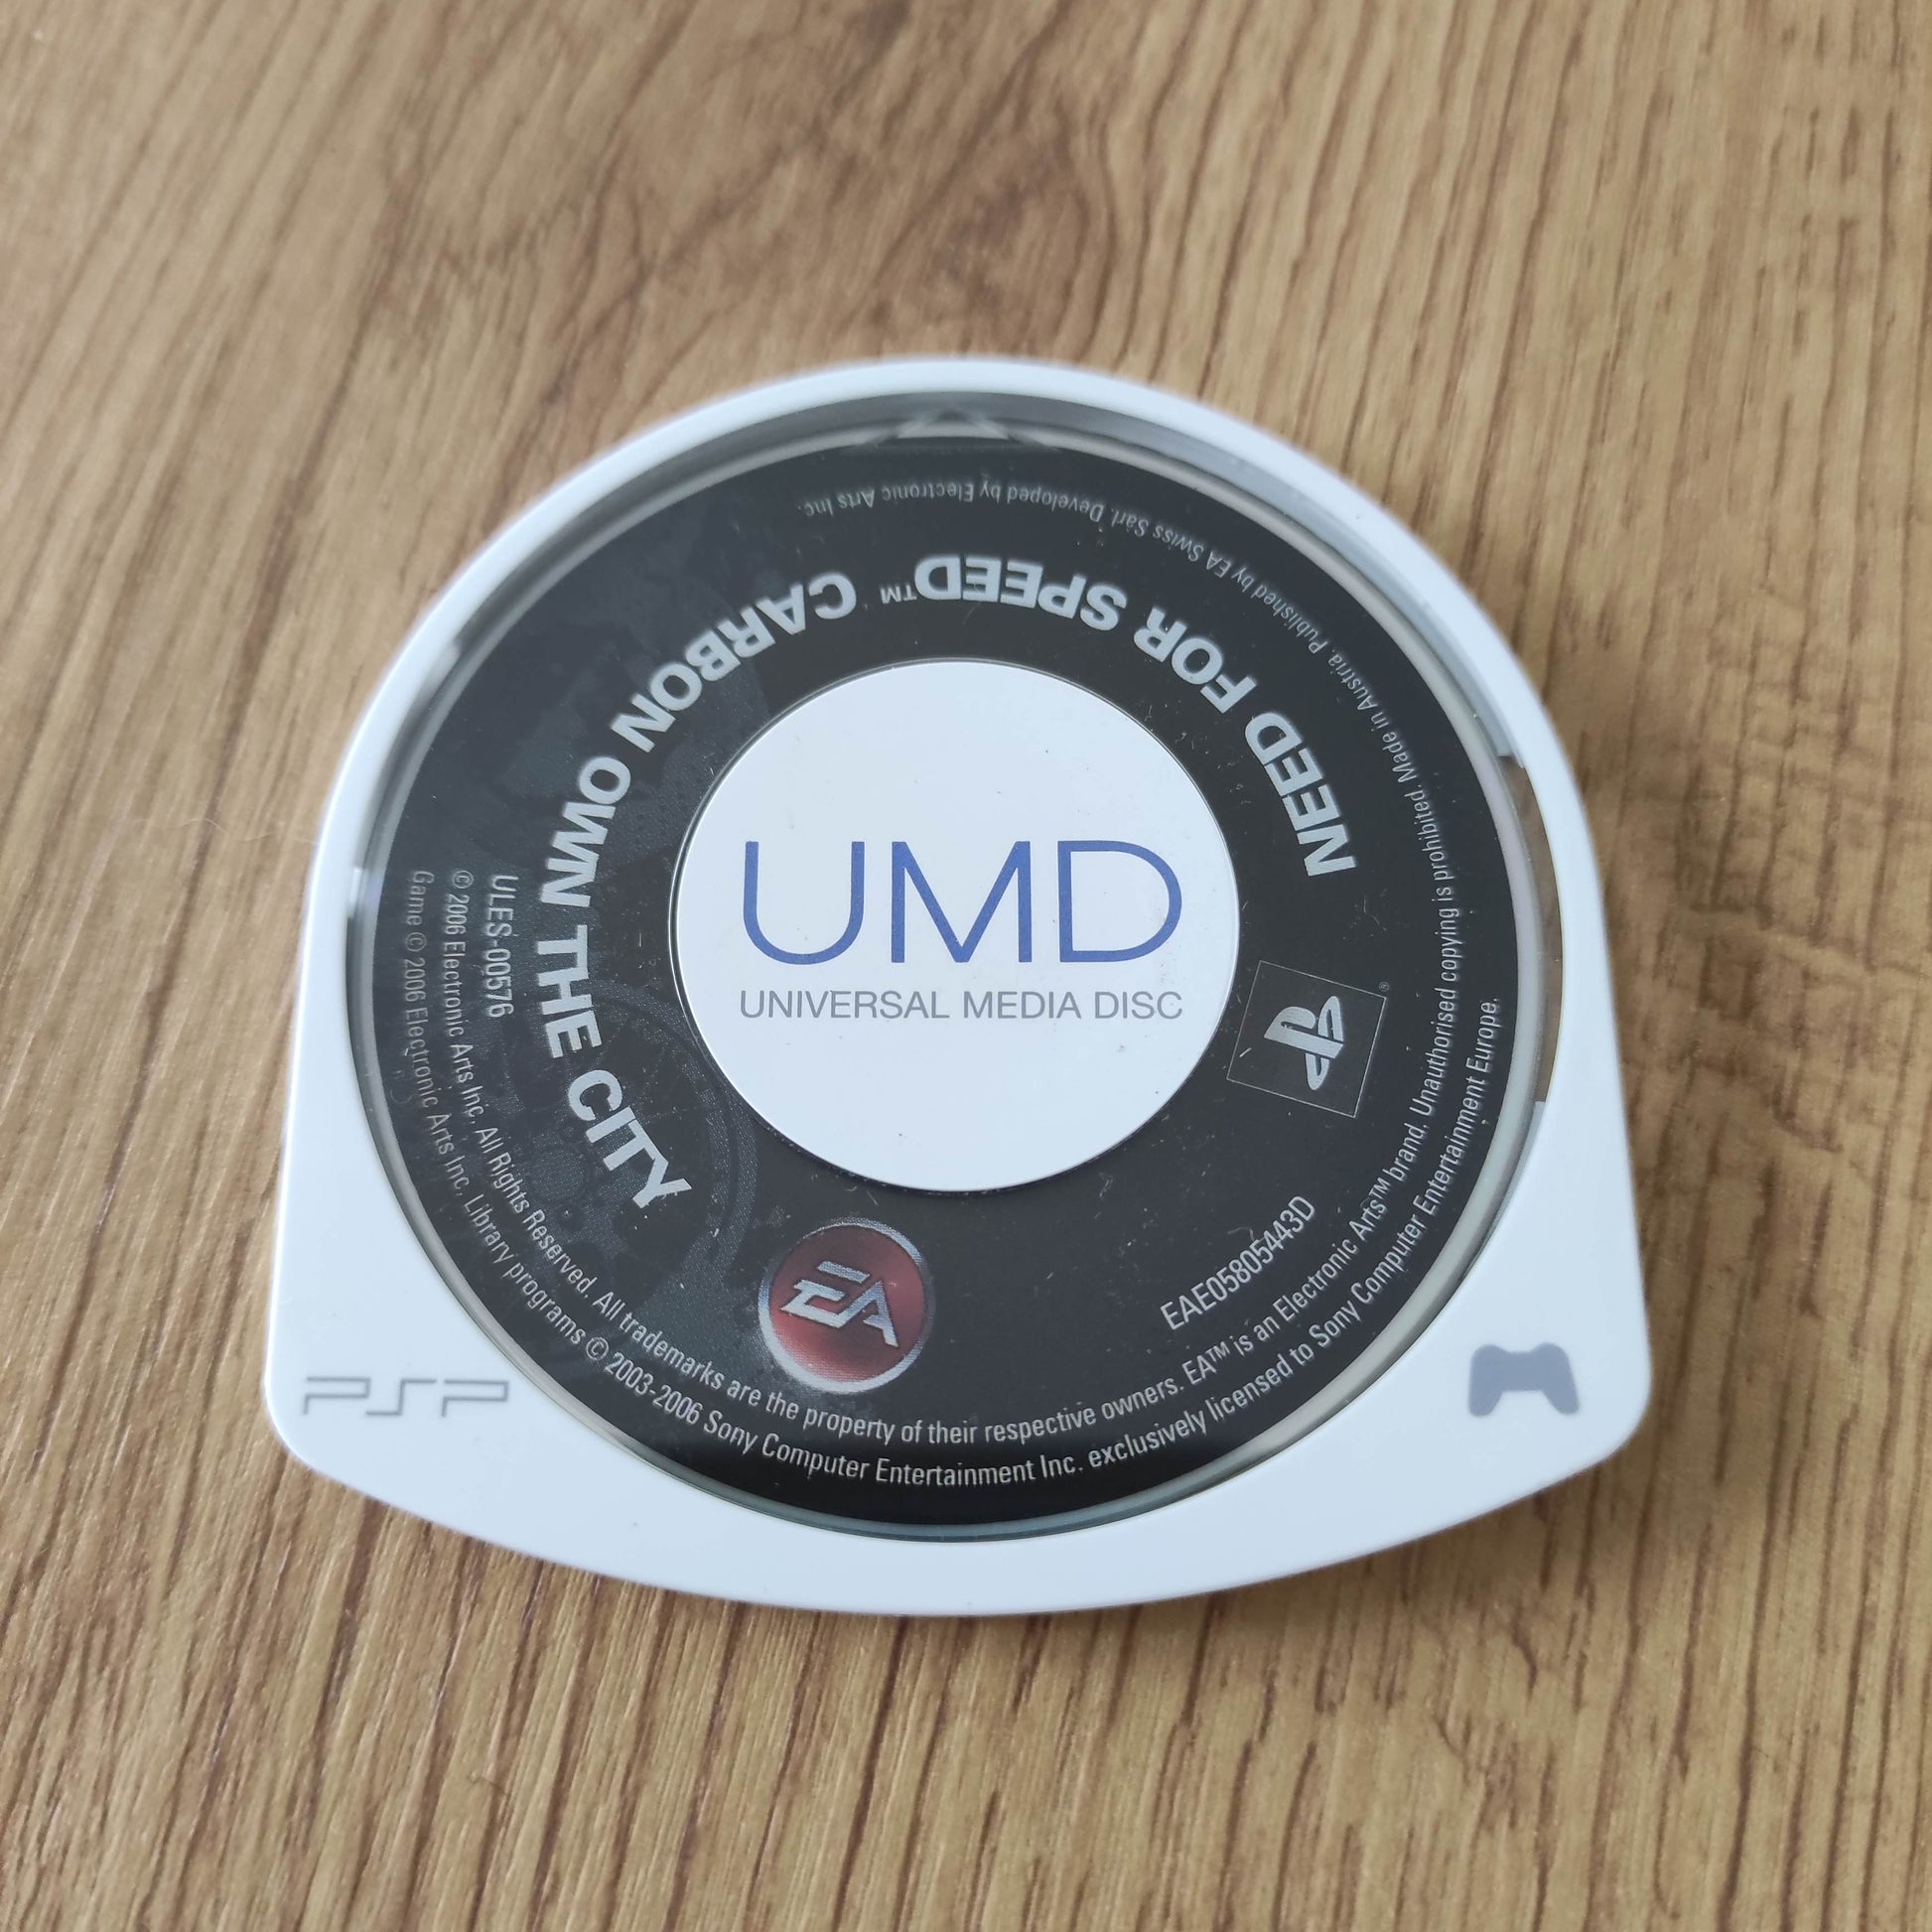 UMD
UNIVERSAL MEDIA DISC
NEED FOR SPEED™ CARBON OWN THE CITY
ULES-00576
© 2006 Electronic Arts Inc. All Rights Reserved. All trademarks are the property of their respective owners. EA™ is an Electronic Arts™ brand. Unauthorised copying is prohibited. Made in Austria. Published by EA Swiss Sarl. Developed by Electronic Arts Inc.
Game © 2006 Electronic Arts Inc. Library programs © 2003-2006 Sony Computer Entertainment Inc. exclusively licensed to Sony Computer Entertainment Europe.
EA
EAE05805443D
®
PSP